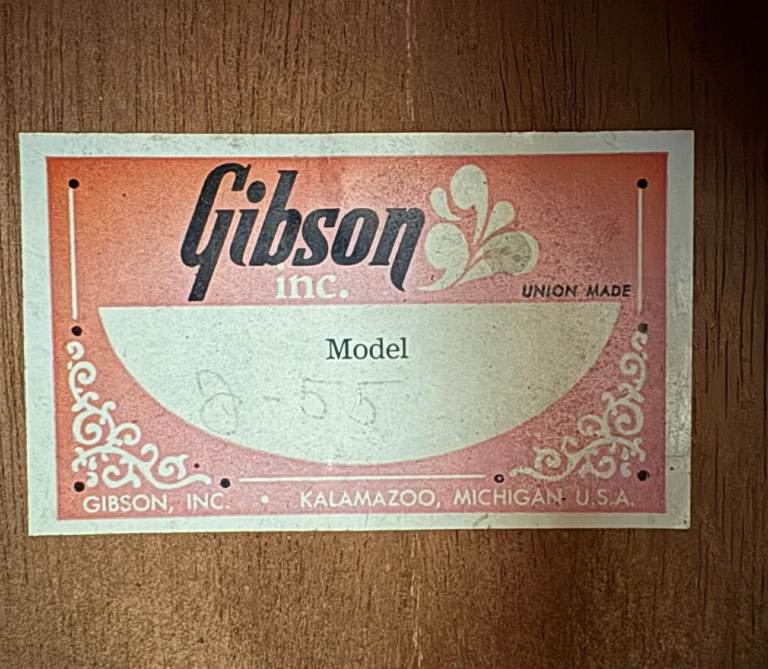 Gibson
inc.
UNION MADE
Model
J-55
GIBSON, INC. • KALAMAZOO, MICHIGAN U.S.A.